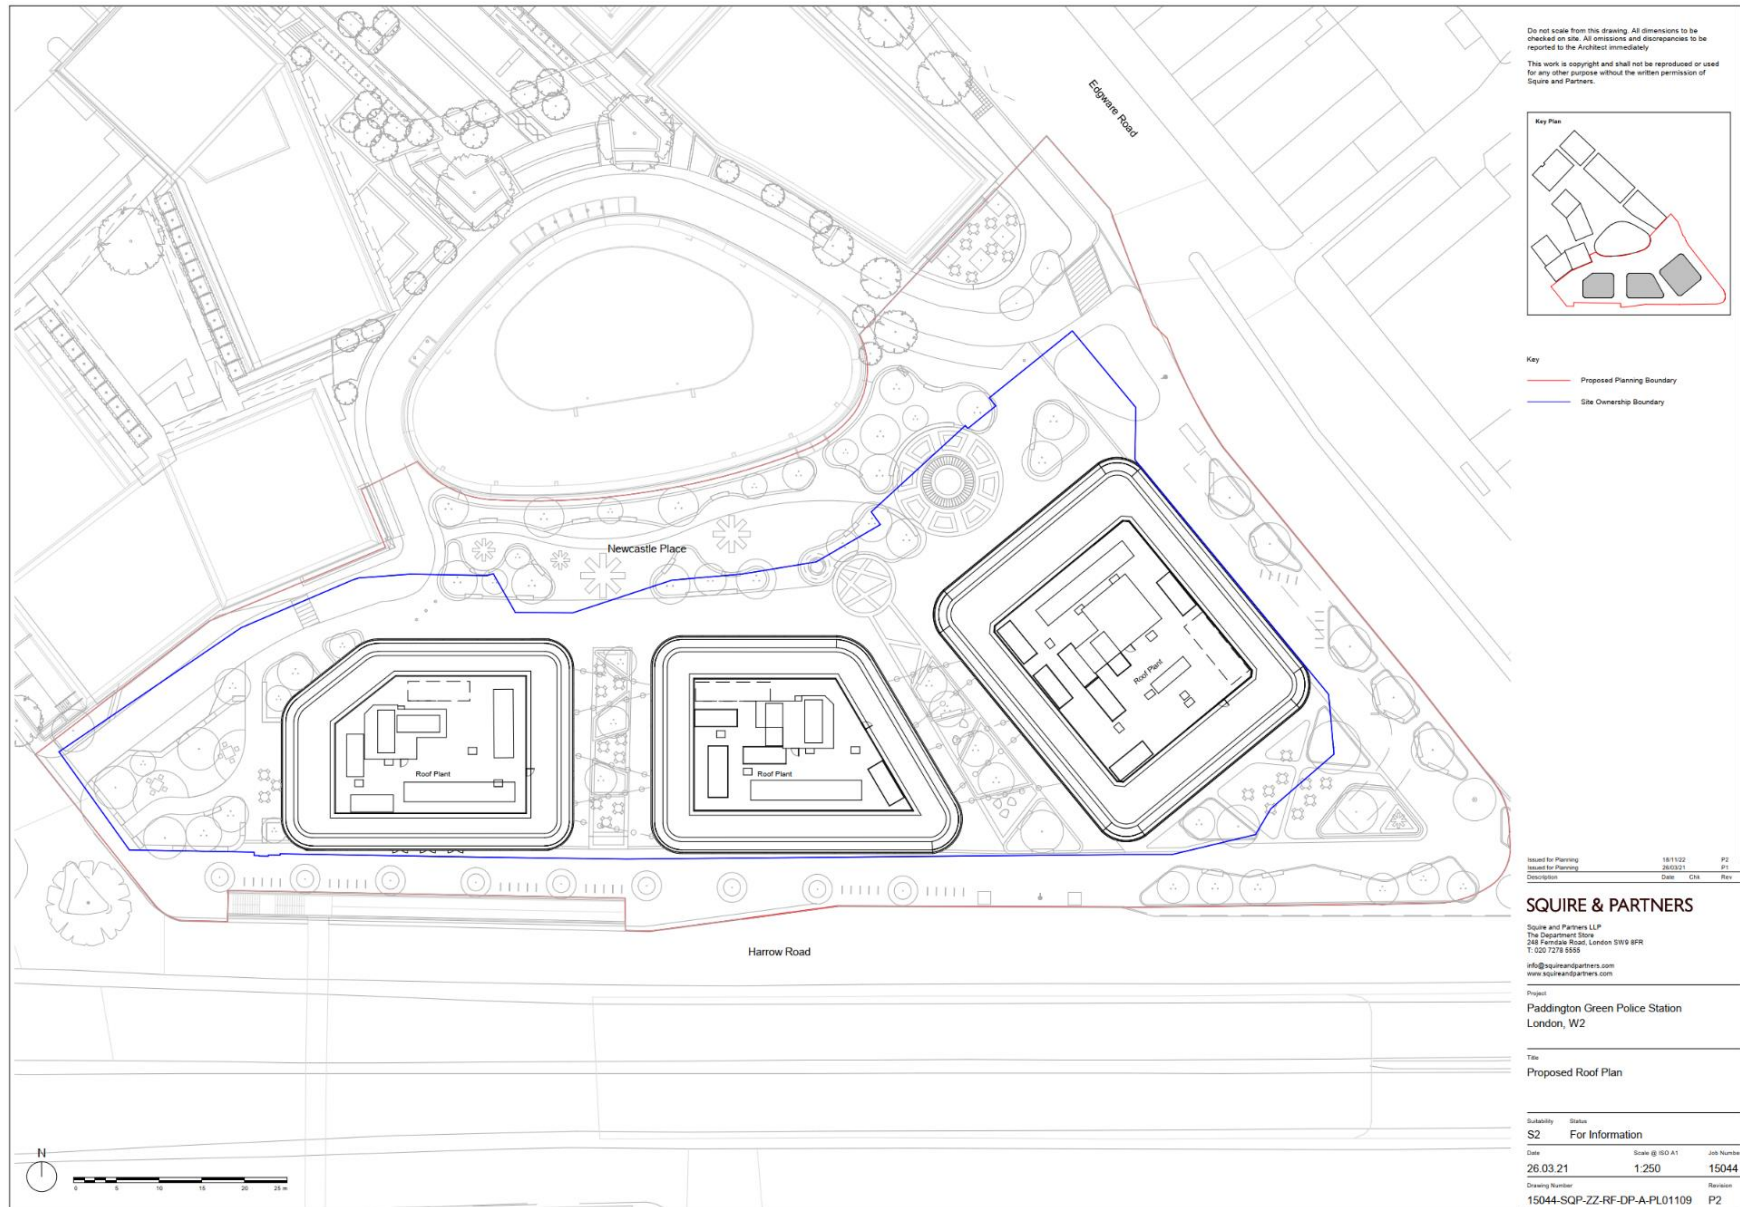 Do not scale from this drawing. All dimensions to be
checked on site. All omissions and discrepancies to be
reported to the Architect immediately
This work is copyright and shall not be reproduced or used
for any other purpose without the written permission of
Squire and Partners.
Key Plan
Key
Proposed Planning Boundary
Site Ownership Boundary
Edgware Road
Newcastle Place
Roof Plant
Roof Plant
Roof Plant
Harrow Road
N
0 5 10 15 20 25 m
Issued for Planning 18/11/22 P2
Issued for Planning 26/03/21 P1
Description Date Chk Rev
SQUIRE & PARTNERS
Squire and Partners LLP
The Department Store
248 Ferndale Road, London SW9 8FR
T: 020 7278 5555
info@squireandpartners.com
www.squireandpartners.com
Project
Paddington Green Police Station
London, W2
Title
Proposed Roof Plan
Suitability Status
S2 For Information
Date Scale @ ISO A1 Job Number
26.03.21 1:250 15044
Drawing Number Revision
15044-SQP-ZZ-RF-DP-A-PL01109 P2